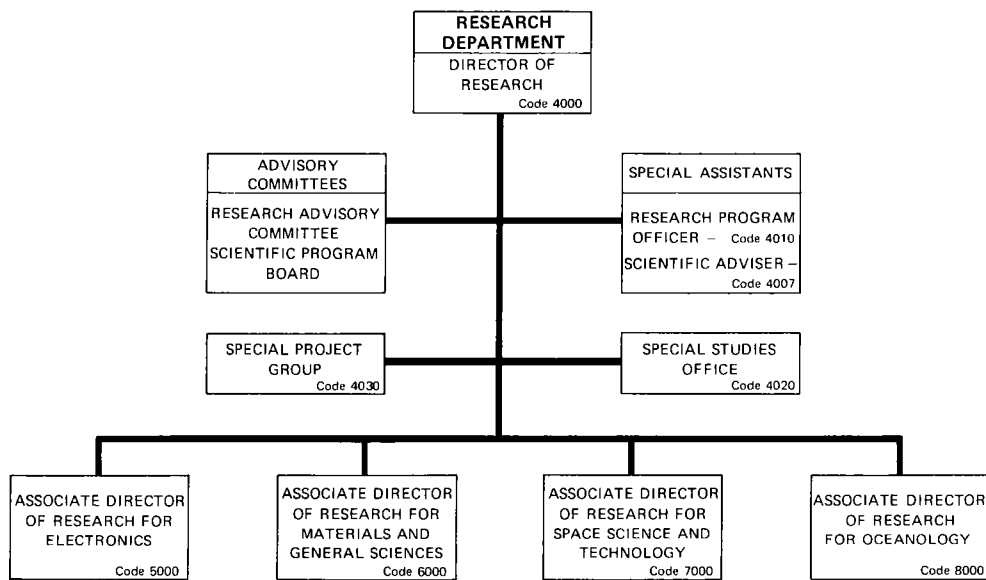 RESEARCH
DEPARTMENT
DIRECTOR OF
RESEARCH
Code 4000
ADVISORY
COMMITTEES
RESEARCH ADVISORY
COMMITTEE
SCIENTIFIC PROGRAM
BOARD
SPECIAL ASSISTANTS
RESEARCH PROGRAM
OFFICER – Code 4010
SCIENTIFIC ADVISER –
Code 4007
SPECIAL PROJECT
GROUP
Code 4030
SPECIAL STUDIES
OFFICE
Code 4020
ASSOCIATE DIRECTOR
OF RESEARCH FOR
ELECTRONICS
Code 5000
ASSOCIATE DIRECTOR
OF RESEARCH FOR
MATERIALS AND
GENERAL SCIENCES
Code 6000
ASSOCIATE DIRECTOR
OF RESEARCH FOR
SPACE SCIENCE AND
TECHNOLOGY
Code 7000
ASSOCIATE DIRECTOR
OF RESEARCH
FOR OCEANOLOGY
Code 8000